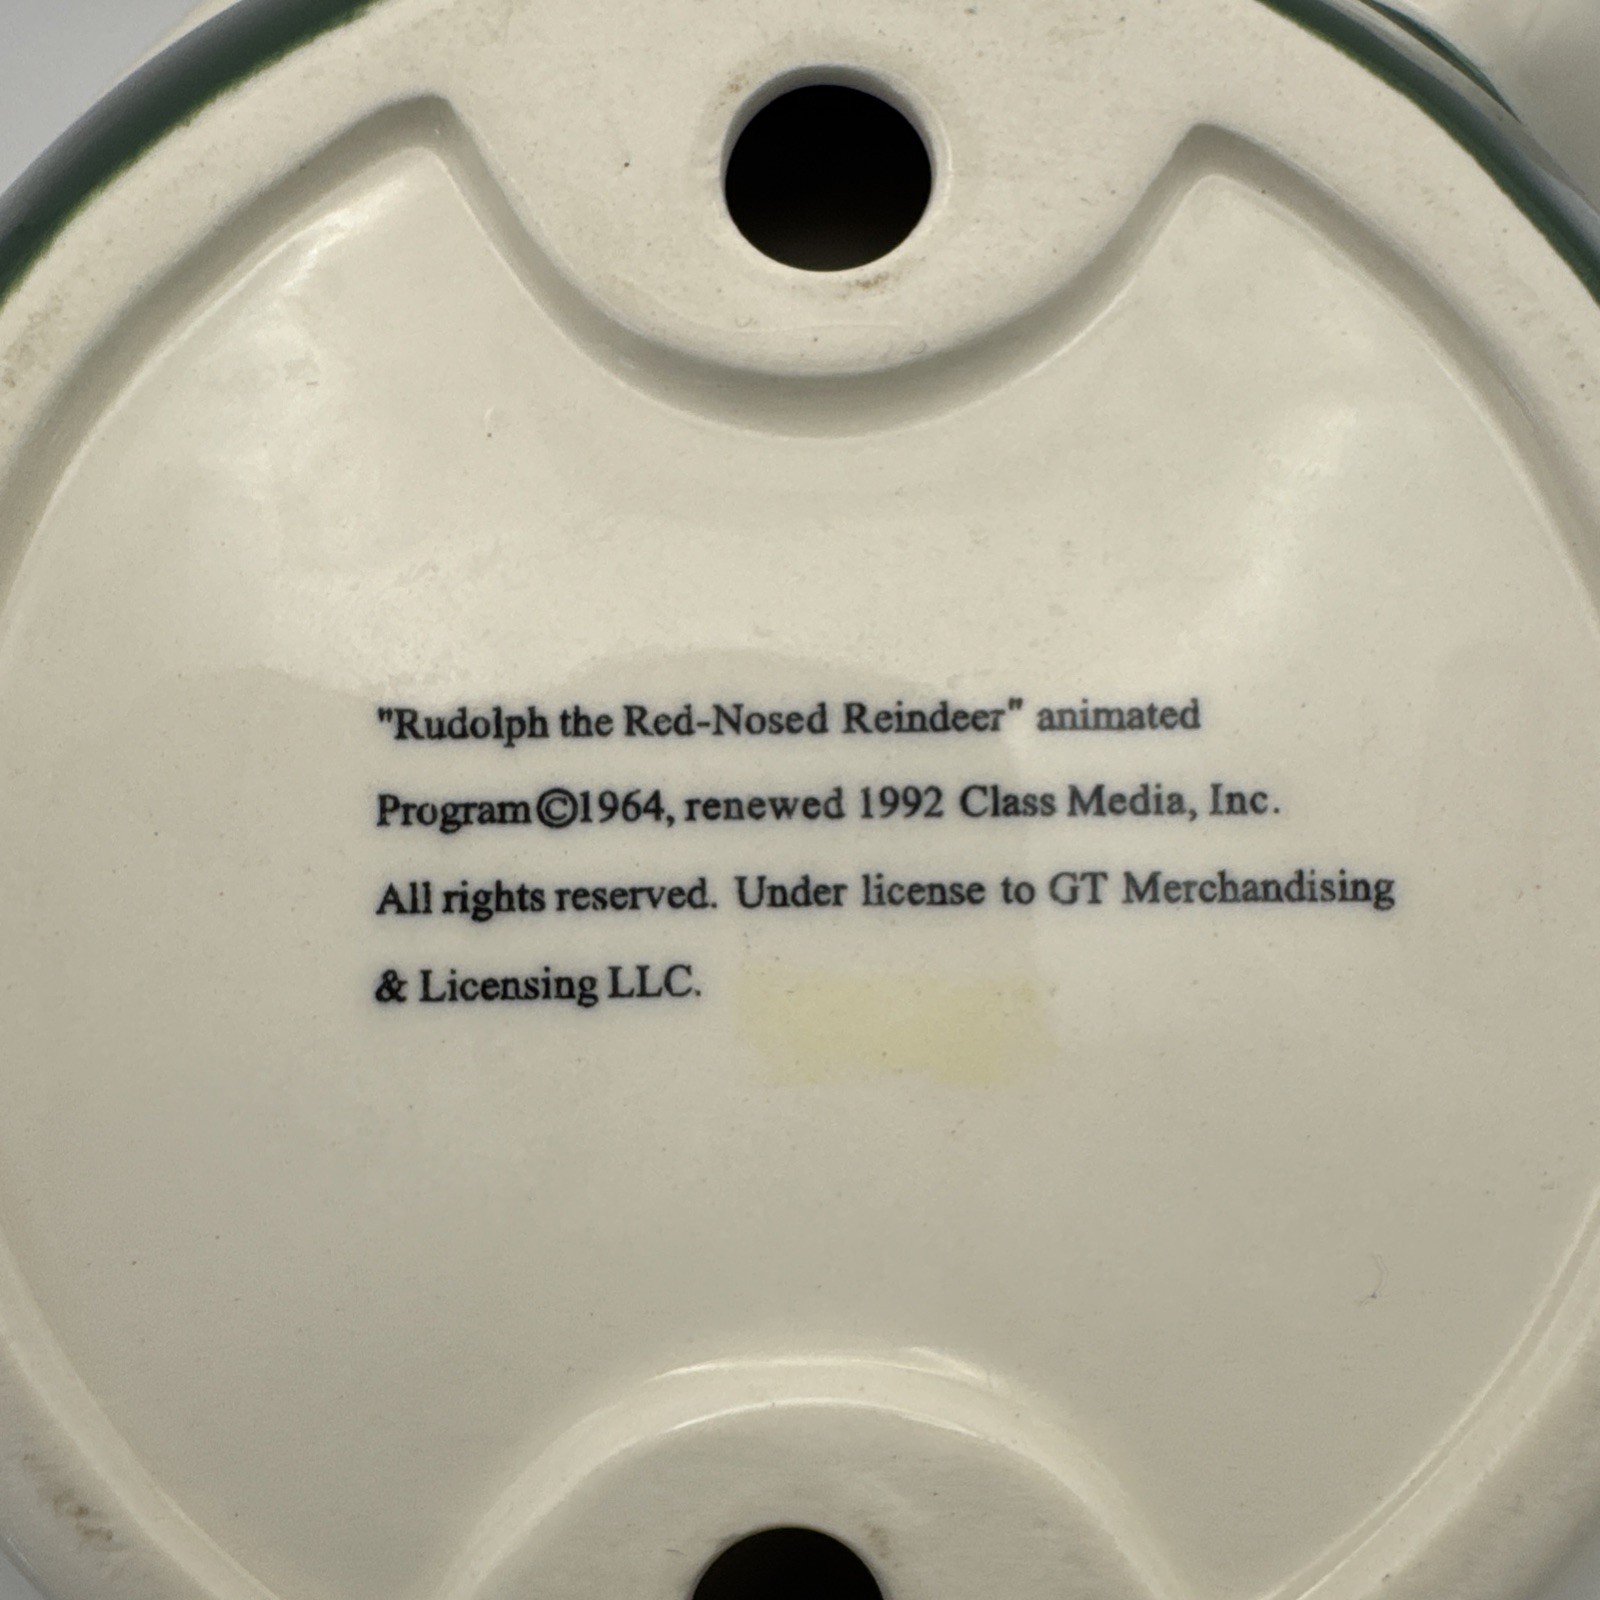 "Rudolph the Red-Nosed Reindeer" animated
Program©1964, renewed 1992 Class Media, Inc.
All rights reserved. Under license to GT Merchandising
& Licensing LLC.